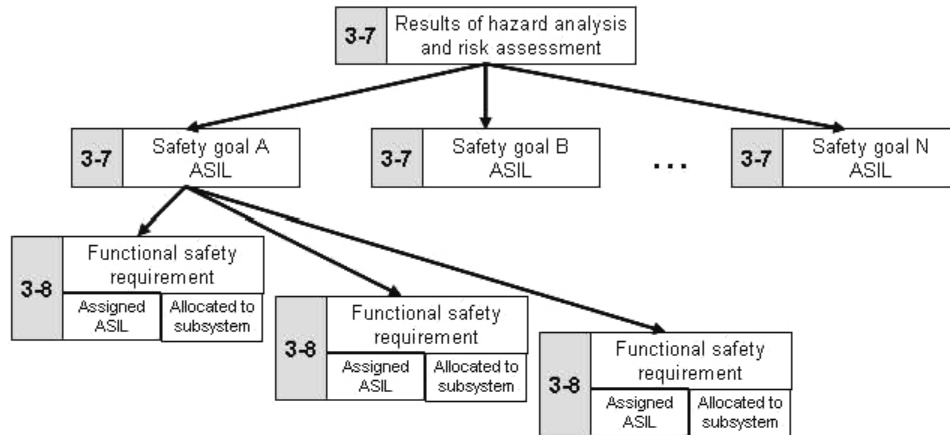 3-7
Results of hazard analysis
and risk assessment
3-7
Safety goal A
ASIL
3-7
Safety goal B
ASIL
...
3-7
Safety goal N
ASIL
3-8
Functional safety
requirement
Assigned
ASIL
Allocated to
subsystem
3-8
Functional safety
requirement
Assigned
ASIL
Allocated to
subsystem
3-8
Functional safety
requirement
Assigned
ASIL
Allocated to
subsystem